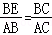 BE/AB = BC/AC